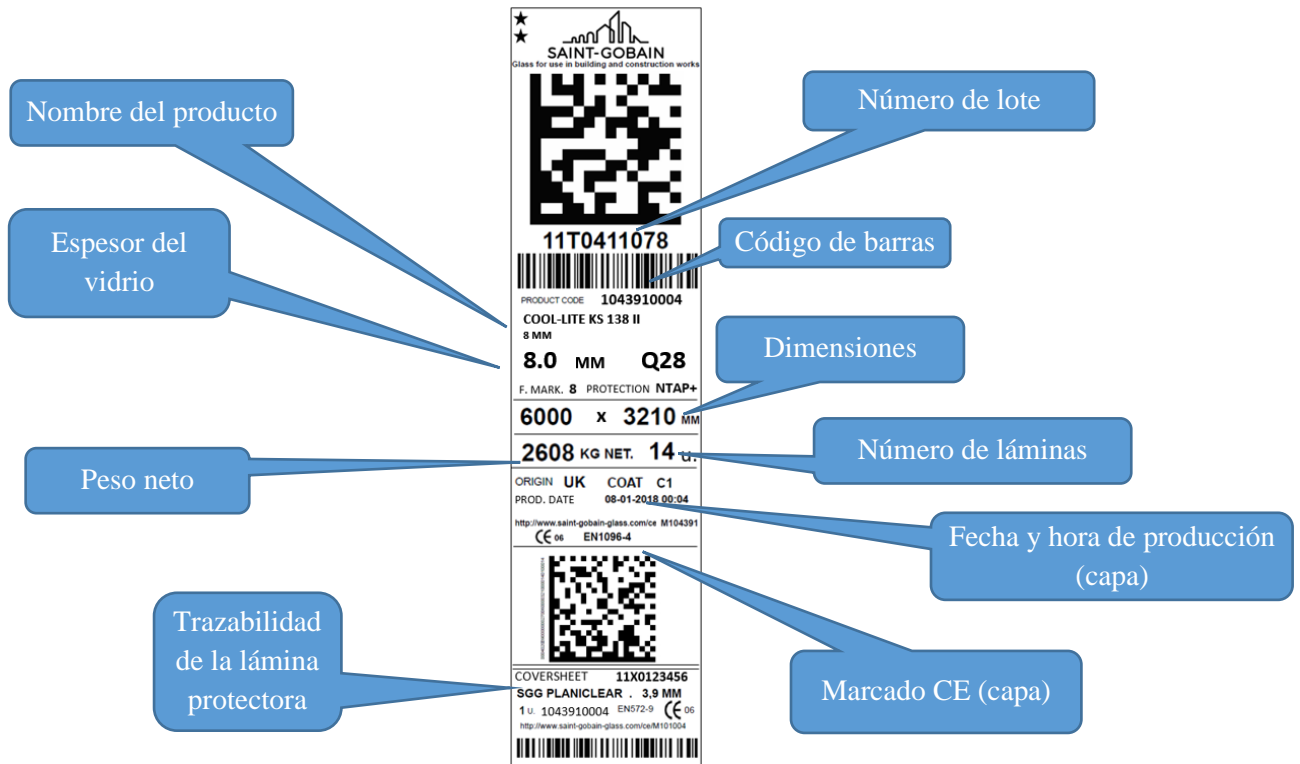 SAINT-GOBAIN
Glass for use in building and construction works
Nombre del producto
Número de lote
11T0411078
Espesor del
vidrio
Código de barras
PRODUCT CODE 1043910004
COOL-LITE KS 138 II
8 MM
8.0 MM Q28
Dimensiones
F. MARK. 8 PROTECTION NTAP+
6000 x 3210 MM
2608 KG NET. 14 u.
Número de láminas
Peso neto
ORIGIN UK COAT C1
PROD. DATE 08-01-2018 00:04
http://www.saint-gobain-glass.com/ce M104391
CE 06 EN1096-4
Fecha y hora de producción
(capa)
Trazabilidad
de la lámina
protectora
Marcado CE (capa)
COVERSHEET 11X0123456
SGG PLANICLEAR . 3,9 MM
1 U. 1043910004 EN572-9 CE 06
http://www.saint-gobain-glass.com/ce/M101004